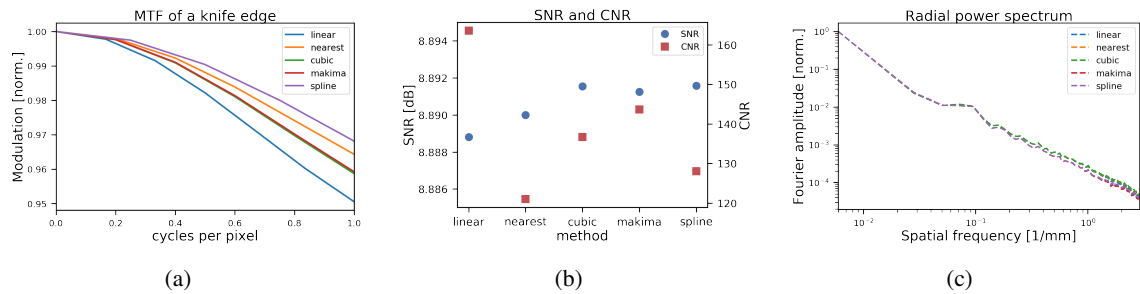 MTF of a knife edge
1.00
0.99
0.98
0.97
0.96
0.95
Modulation [norm.]
0.0 0.2 0.4 0.6 0.8 1.0
cycles per pixel
linear
nearest
cubic
makima
spline
(a)
SNR and CNR
8.894
8.892
8.890
8.888
8.886
SNR [dB]
SNR
CNR
160
150
140
130
120
CNR
linear nearest cubic makima spline
method
(b)
Radial power spectrum
10⁰
10⁻¹
10⁻²
10⁻³
10⁻⁴
Fourier amplitude [norm.]
10⁻² 10⁻¹ 10⁰
Spatial frequency [1/mm]
linear
nearest
cubic
makima
spline
(c)